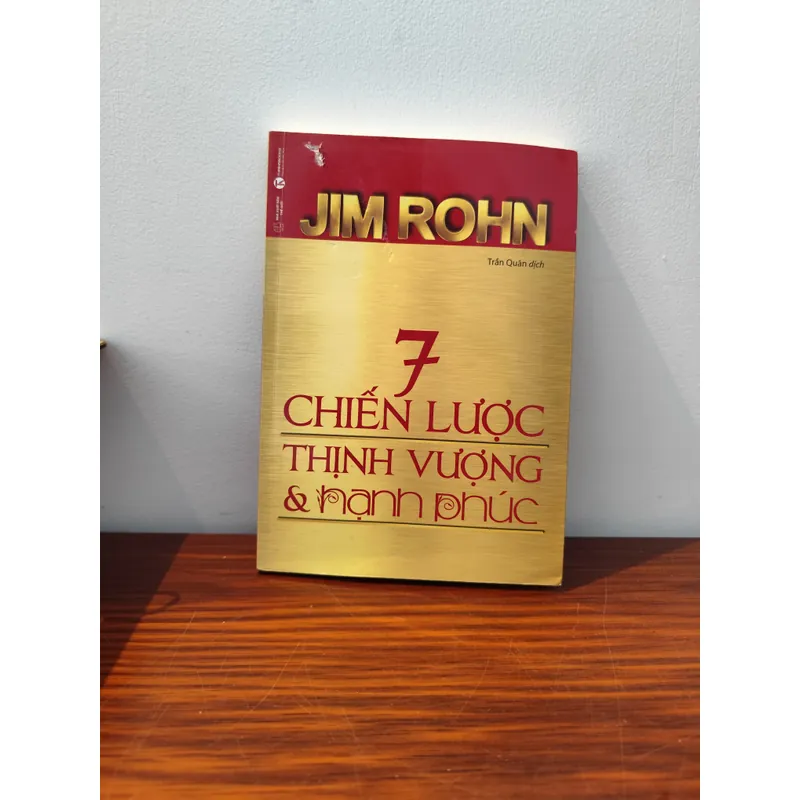 JIM ROHN
Trần Quân dịch
7
CHIẾN LƯỢC
THỊNH VƯỢNG
& hạnh phúc